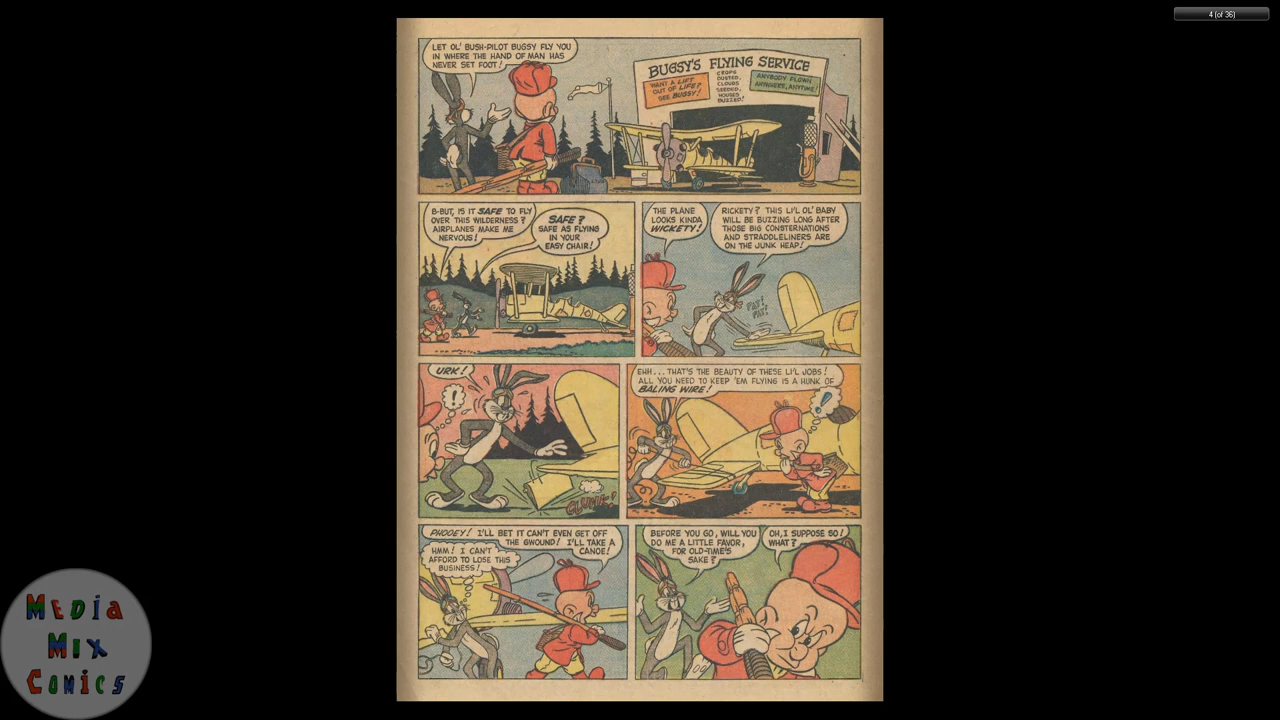 4 (of 36)
LET OL' BUSH-PILOT BUGSY FLY YOU
IN WHERE THE HAND OF MAN HAS
NEVER SET FOOT!
BUGSY'S FLYING SERVICE
WANT A LIFT
OUT OF LIFE?
SEE BUGSY!
CROPS
DUSTED,
CLOUDS
SEEDED,
HOUSES
BUZZED!
ANYBODY FLOWN
ANYWHERE, ANYTIME!
B-BUT, IS IT SAFE TO FLY
OVER THIS WILDERNESS?
AIRPLANES MAKE ME
NERVOUS!
SAFE?
SAFE AS FLYING
IN YOUR
EASY CHAIR!
THE PLANE
LOOKS KINDA
WICKETY!
RICKETY? THIS LI'L OL' BABY
WILL BE BUZZING LONG AFTER
THOSE BIG CONSTERNATIONS
AND STRADDLELINERS ARE
ON THE JUNK HEAP!
PAT!
PAT!
URK!
!
CLUNK!
EHH... THAT'S THE BEAUTY OF THESE LI'L JOBS!
ALL YOU NEED TO KEEP 'EM FLYING IS A HUNK OF
BALING WIRE!
!
PHOOEY! I'LL BET IT CAN'T EVEN GET OFF
THE GWOUND! I'LL TAKE A
CANOE!
HMM! I CAN'T
AFFORD TO LOSE THIS
BUSINESS!
BEFORE YOU GO, WILL YOU
DO ME A LITTLE FAVOR,
FOR OLD-TIME'S
SAKE?
OH, I SUPPOSE SO!
WHAT?
MEDIA
MIX
COMICS